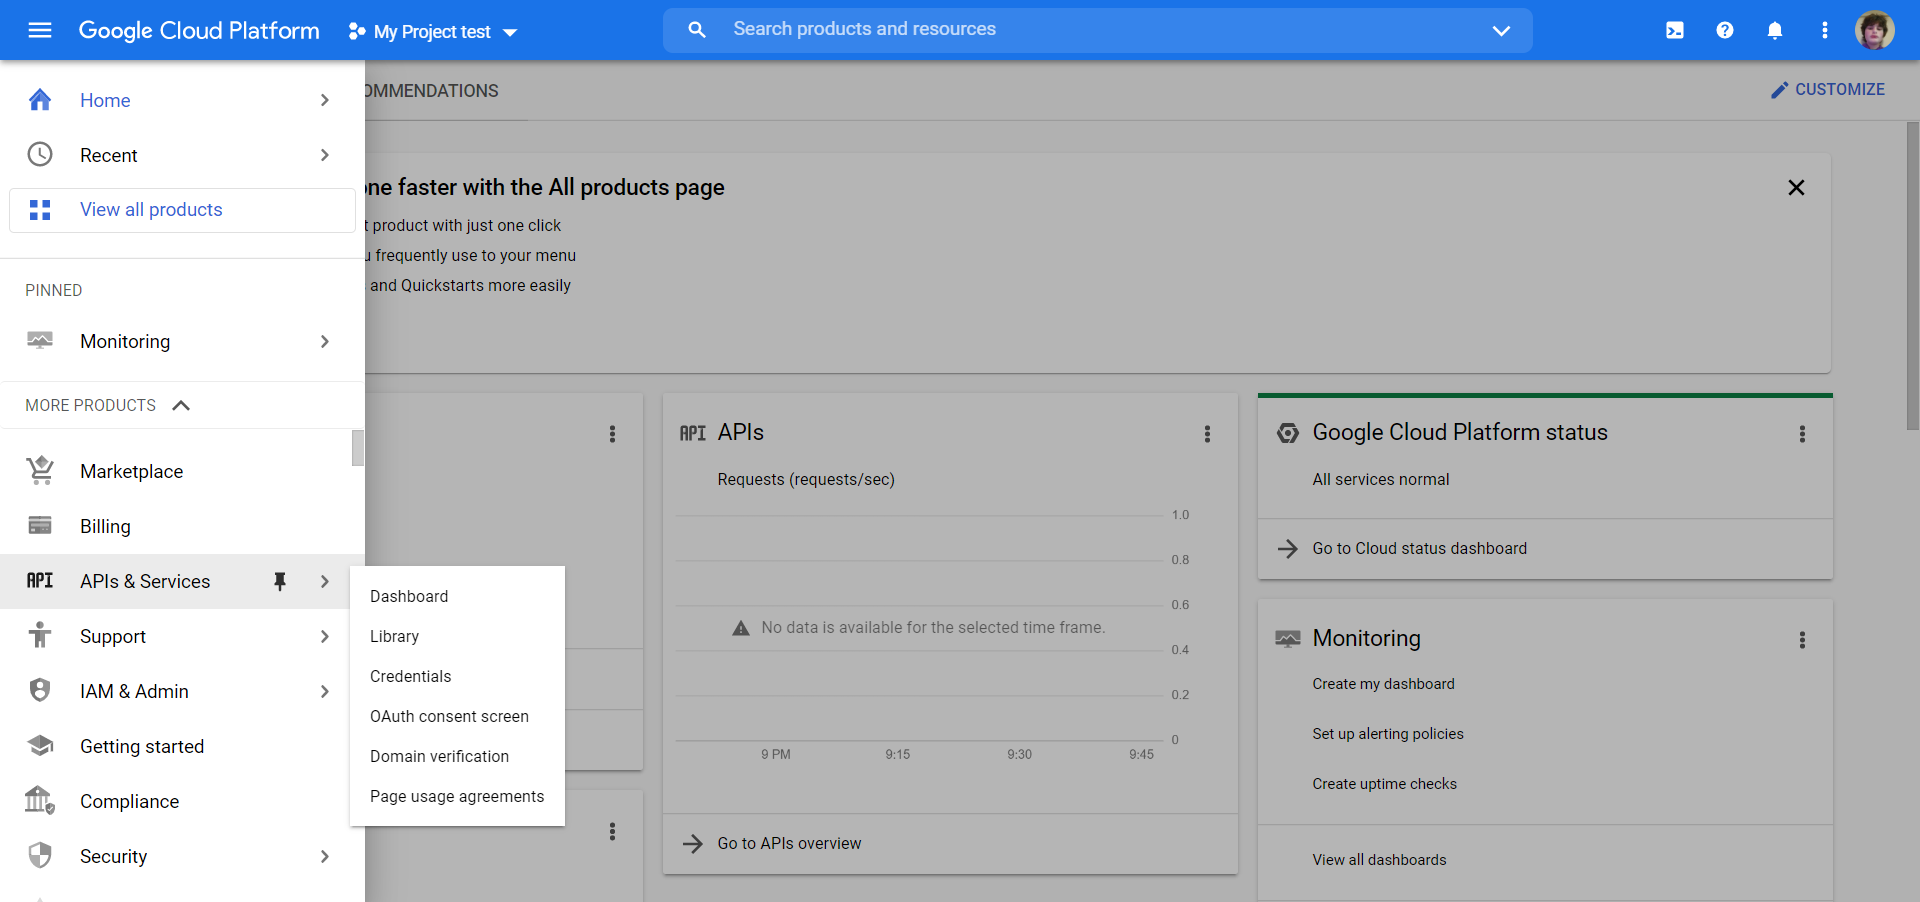 Google Cloud Platform
My Project test
Search products and resources
Home
Recent
View all products
PINNED
Monitoring
MORE PRODUCTS
Marketplace
Billing
API APIs & Services
Support
IAM & Admin
Getting started
Compliance
Security
Dashboard
Library
Credentials
OAuth consent screen
Domain verification
Page usage agreements
OMMENDATIONS
CUSTOMIZE
one faster with the All products page
t product with just one click
u frequently use to your menu
and Quickstarts more easily
API APIs
Requests (requests/sec)
1.0
0.8
0.6
No data is available for the selected time frame.
0.4
0.2
0
9 PM 9:15 9:30 9:45
Go to APIs overview
Google Cloud Platform status
All services normal
Go to Cloud status dashboard
Monitoring
Create my dashboard
Set up alerting policies
Create uptime checks
View all dashboards